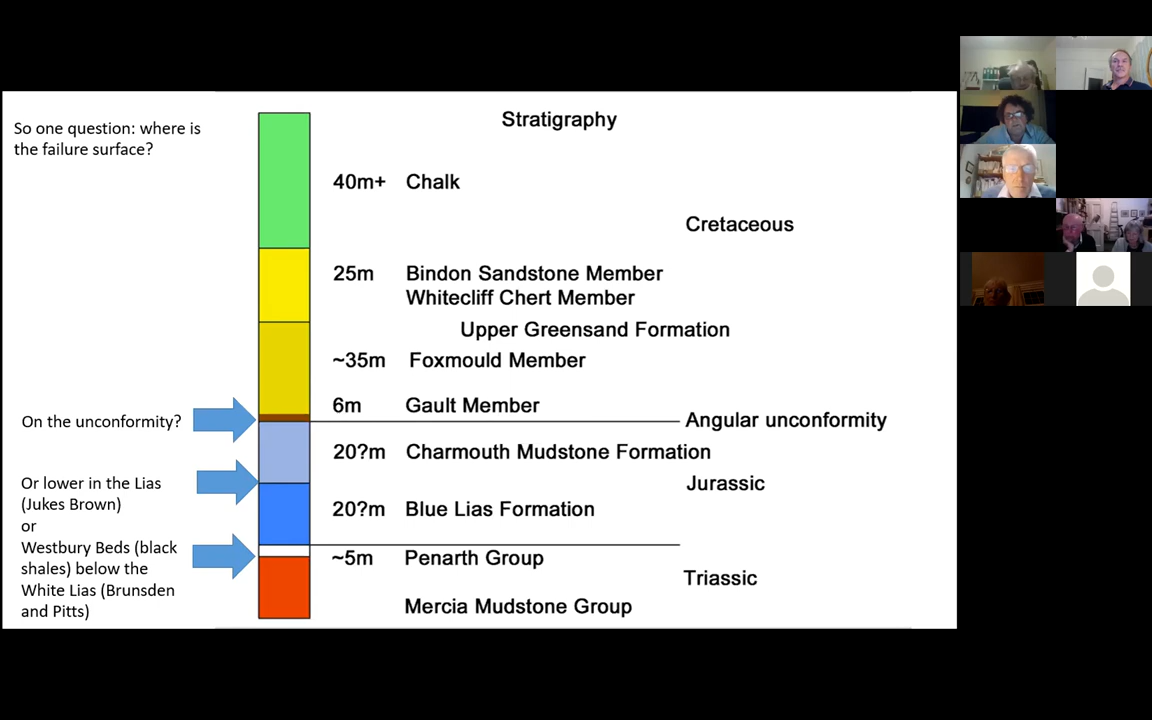 Stratigraphy
So one question: where is
the failure surface?
40m+ Chalk
Cretaceous
25m Bindon Sandstone Member
Whitecliff Chert Member
Upper Greensand Formation
~35m Foxmould Member
6m Gault Member
On the unconformity?
Angular unconformity
20?m Charmouth Mudstone Formation
Or lower in the Lias
(Jukes Brown)
or
Westbury Beds (black
shales) below the
White Lias (Brunsden
and Pitts)
Jurassic
20?m Blue Lias Formation
~5m Penarth Group
Triassic
Mercia Mudstone Group